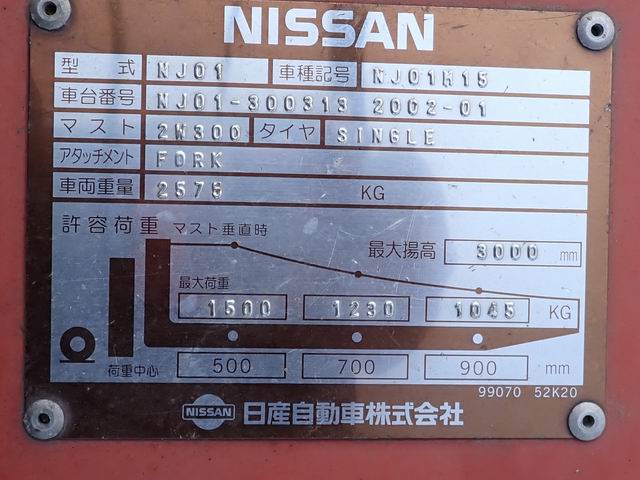 NISSAN
型式 NJ01 車種記号 NJ01M15
車台番号 NJ01-300313 2002-01
マスト 2W300 タイヤ SINGLE
アタッチメント FORK
車両重量 2575 KG
許容荷重 マスト垂直時
最大揚高 3000 mm
最大荷重
1500 1230 1045 KG
荷重中心 500 700 900 mm
99070 52K20
NISSAN 日産自動車株式会社